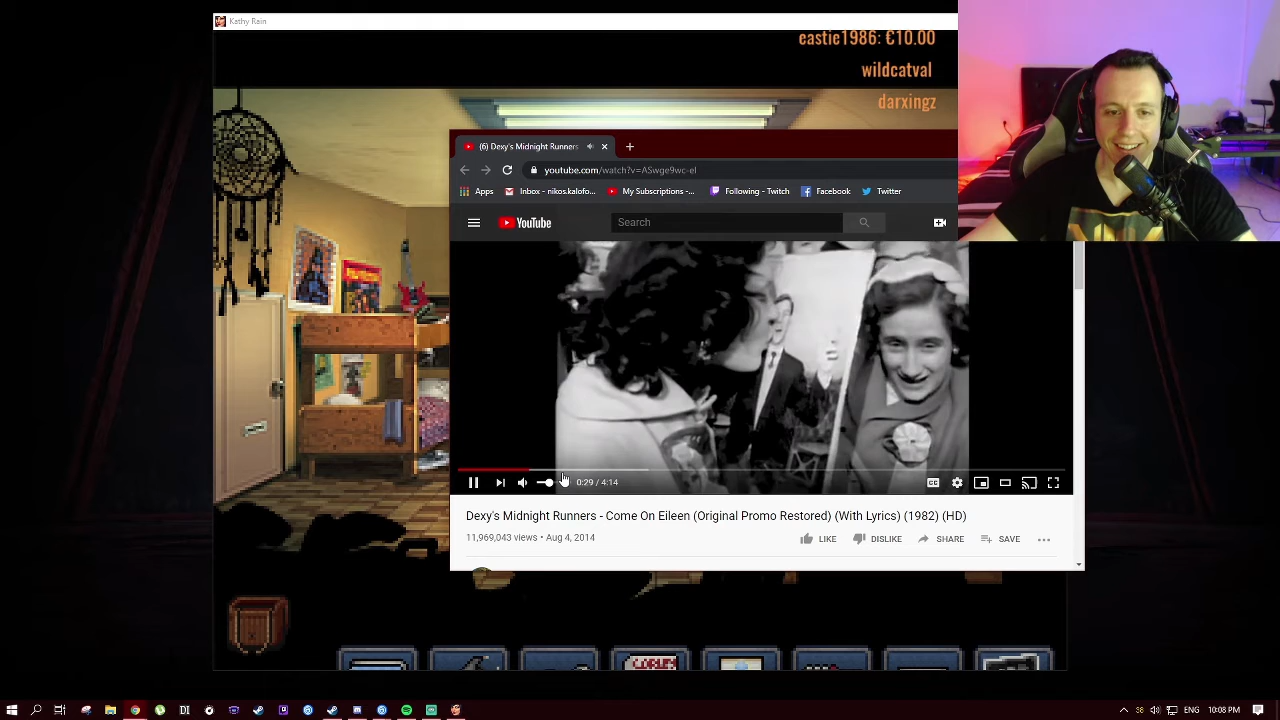 Kathy Rain
eastie1986: €10.00
wildcatval
darxingz
(6) Dexy's Midnight Runners
youtube.com/watch?v=ASwge9wc-eI
Apps Inbox - nikos.kalofo... My Subscriptions -... Following - Twitch Facebook Twitter
YouTube Search
0:29 / 4:14
CC
Dexy's Midnight Runners - Come On Eileen (Original Promo Restored) (With Lyrics) (1982) (HD)
11,969,043 views • Aug 4, 2014
LIKE DISLIKE SHARE SAVE
38 ENG 10:08 PM